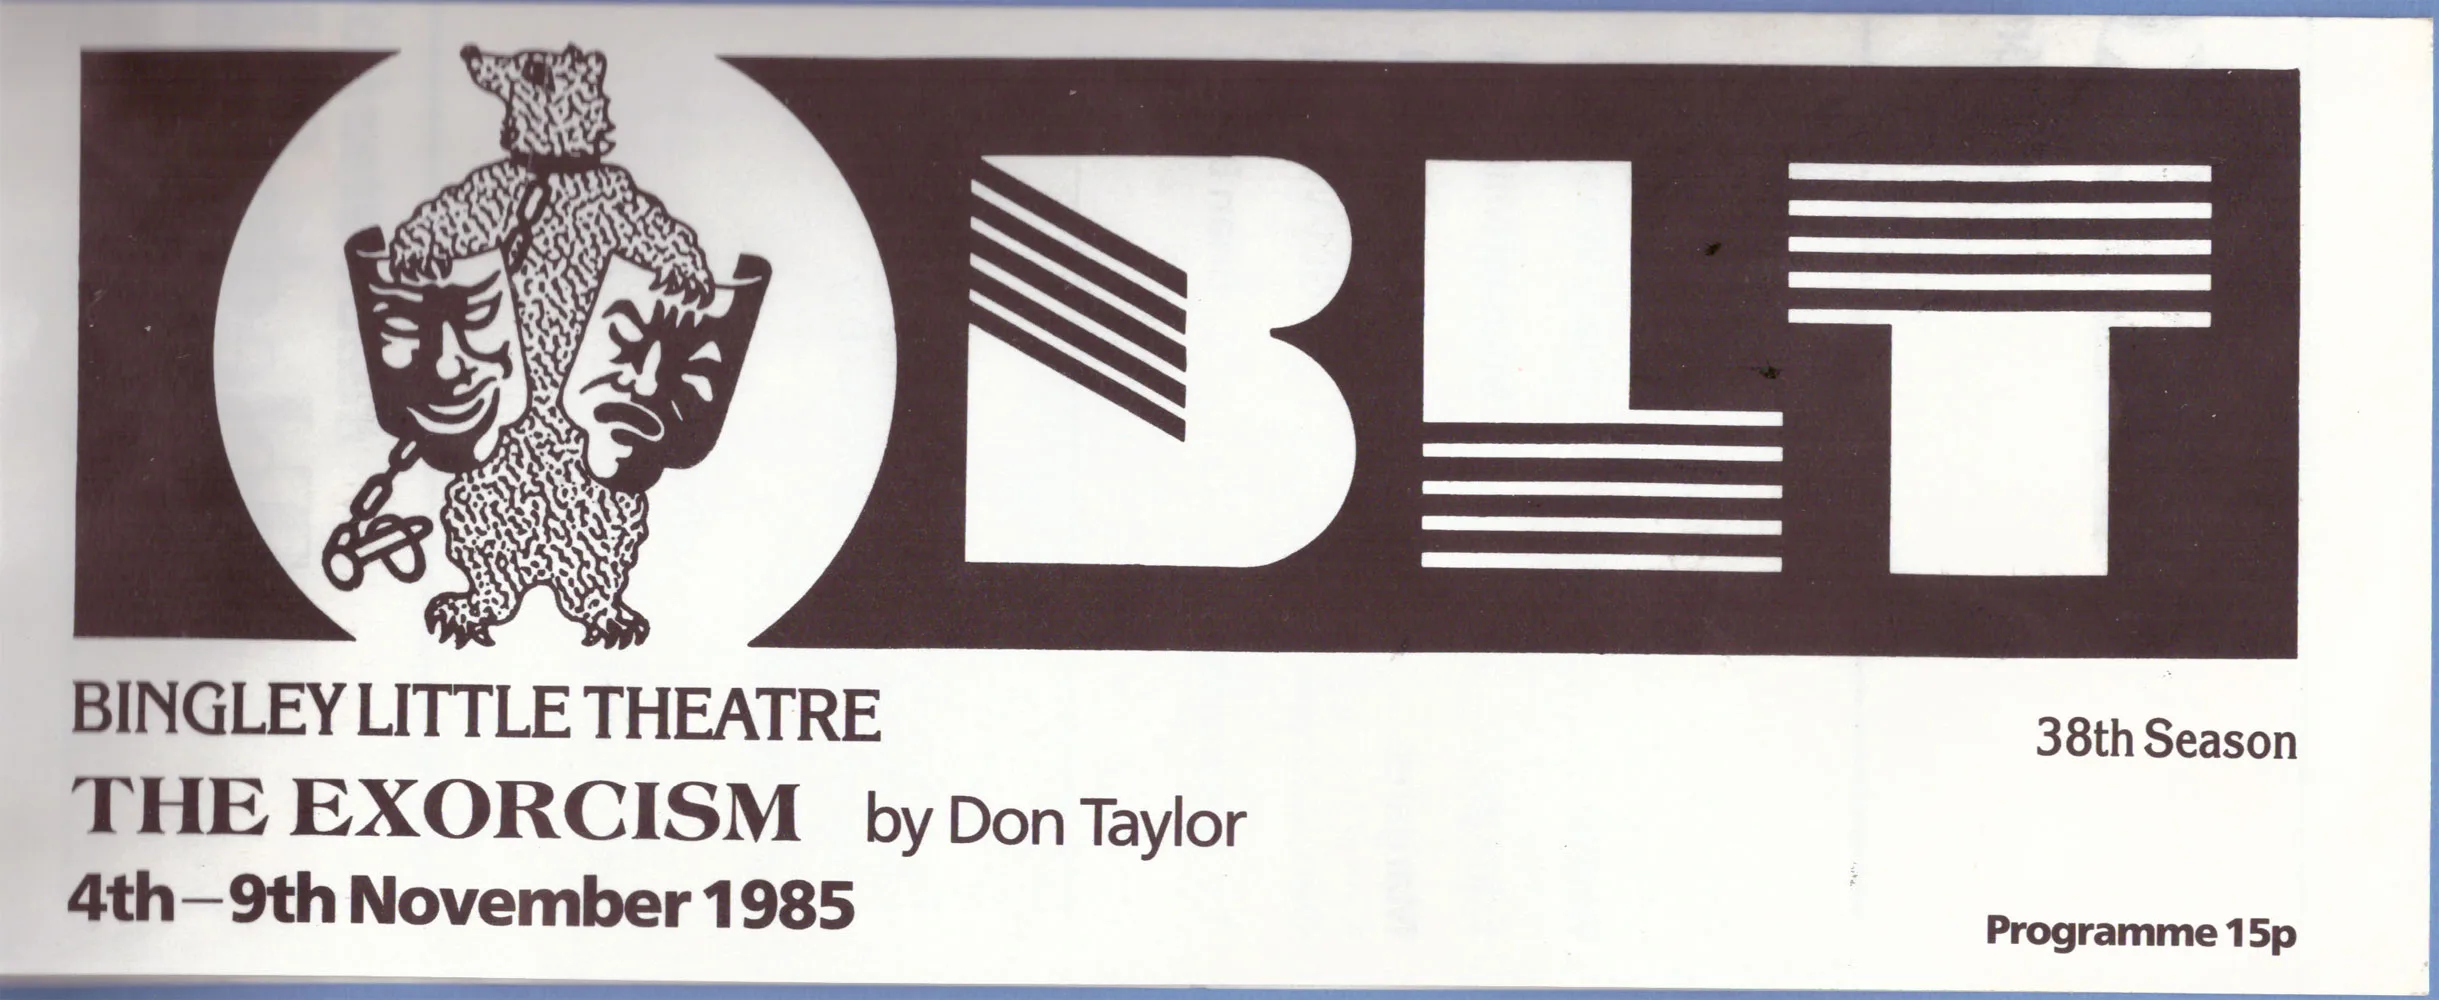 BLT
BINGLEY LITTLE THEATRE
38th Season
THE EXORCISM by Don Taylor
4th–9th November 1985
Programme 15p